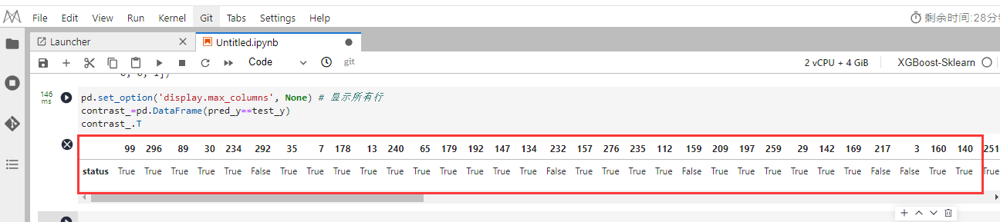 File Edit View Run Kernel Git Tabs Settings Help 剩余时间:28分
Launcher Untitled.ipynb
Code git 2 vCPU + 4 GiB XGBoost-Sklearn
0, 0, 1])
146 ms
pd.set_option('display.max_columns', None) # 显示所有行
contrast_=pd.DataFrame(pred_y==test_y)
contrast_.T
99 296 89 30 234 292 35 7 178 13 240 65 179 192 147 134 232 157 276 235 112 159 209 197 259 29 142 169 217 3 160 140 251
status True True True True True False True True True True True True True True True True False True True True True False True True True True True True False False True True True